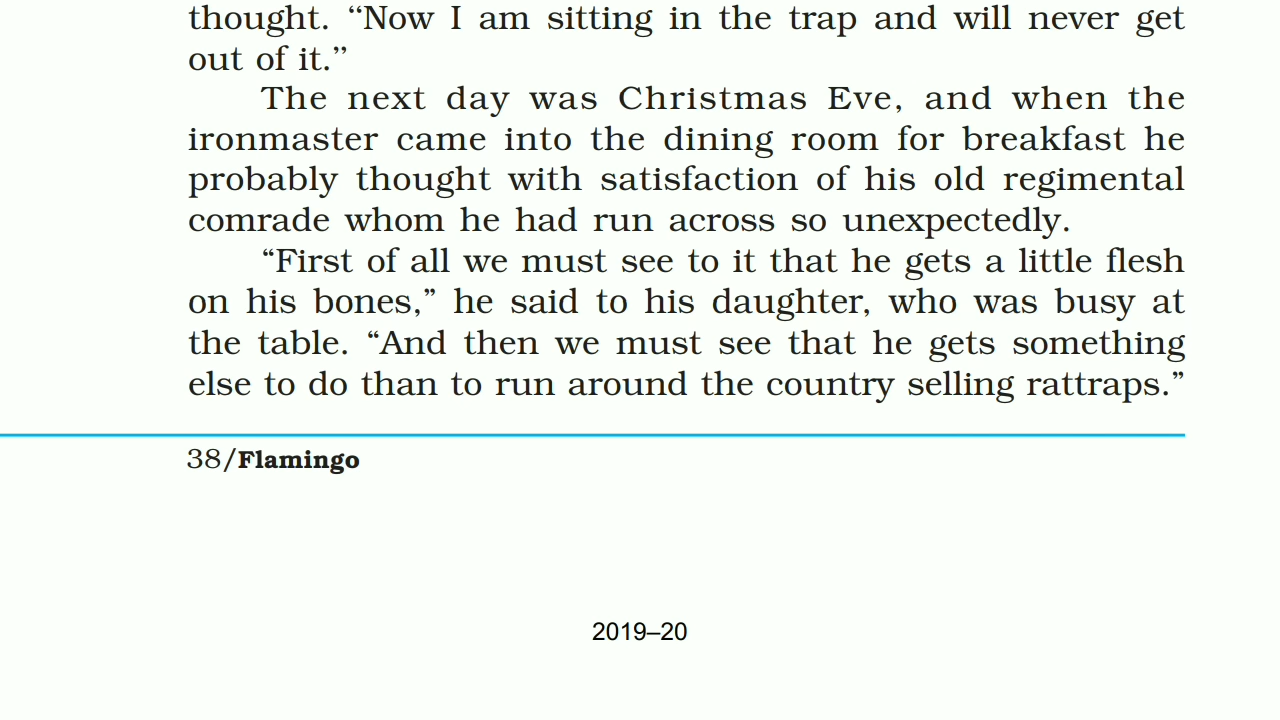 thought. “Now I am sitting in the trap and will never get
out of it.”
The next day was Christmas Eve, and when the
ironmaster came into the dining room for breakfast he
probably thought with satisfaction of his old regimental
comrade whom he had run across so unexpectedly.
“First of all we must see to it that he gets a little flesh
on his bones,” he said to his daughter, who was busy at
the table. “And then we must see that he gets something
else to do than to run around the country selling rattraps.”
38/Flamingo
2019–20